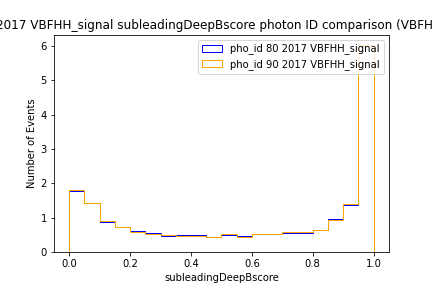 2017 VBFHH_signal subleadingDeepBscore photon ID comparison (VBFH
pho_id 80 2017 VBFHH_signal
pho_id 90 2017 VBFHH_signal
Number of Events
6
5
4
3
2
1
0
0.0 0.2 0.4 0.6 0.8 1.0
subleadingDeepBscore